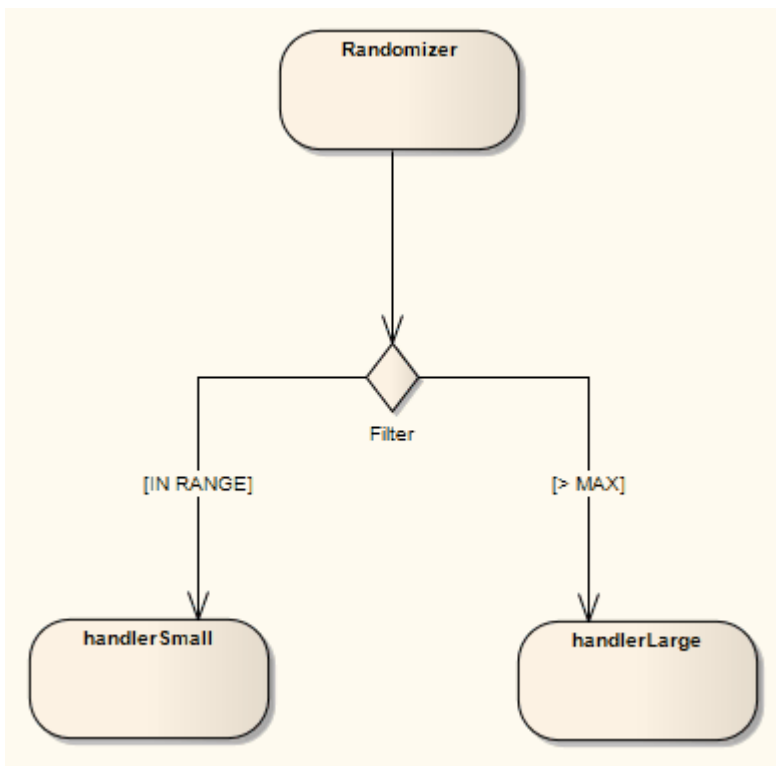 Randomizer
Filter
[IN RANGE]
[> MAX]
handlerSmall
handlerLarge